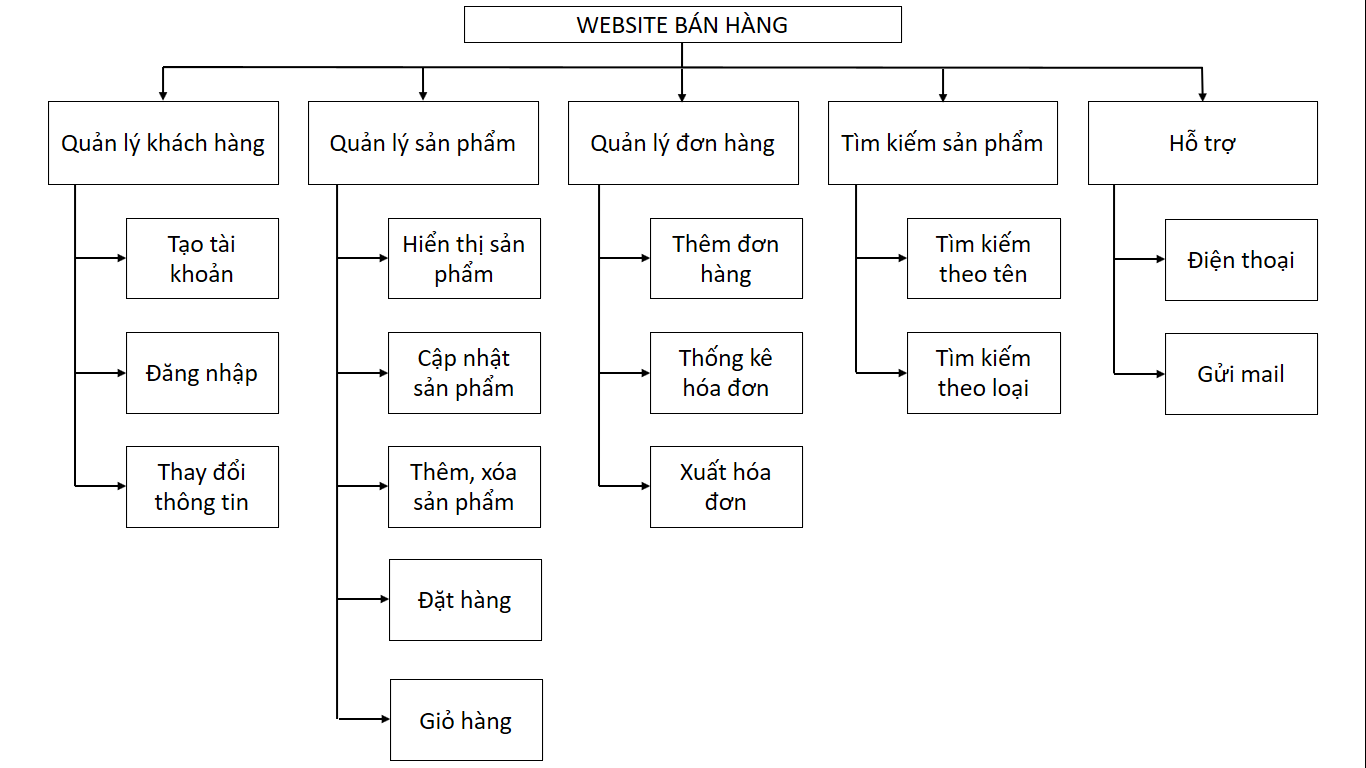 WEBSITE BÁN HÀNG
Quản lý khách hàng
Quản lý sản phẩm
Quản lý đơn hàng
Tìm kiếm sản phẩm
Hỗ trợ
Tạo tài
khoản
Đăng nhập
Thay đổi
thông tin
Hiển thị sản
phẩm
Cập nhật
sản phẩm
Thêm, xóa
sản phẩm
Đặt hàng
Giỏ hàng
Thêm đơn
hàng
Thống kê
hóa đơn
Xuất hóa
đơn
Tìm kiếm
theo tên
Tìm kiếm
theo loại
Điện thoại
Gửi mail